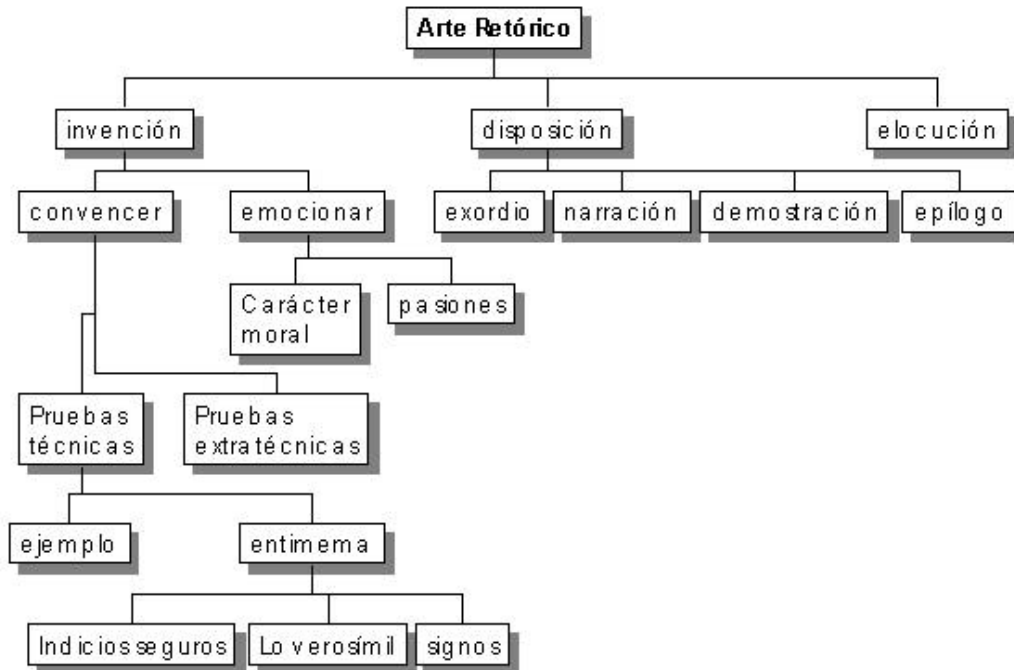 Arte Retórico
invención
disposición
elocución
convencer
emocionar
exordio
narración
demostración
epílogo
Carácter
moral
pasiones
Pruebas
técnicas
Pruebas
extratécnicas
ejemplo
entimema
Indicios seguros
Lo verosímil
signos